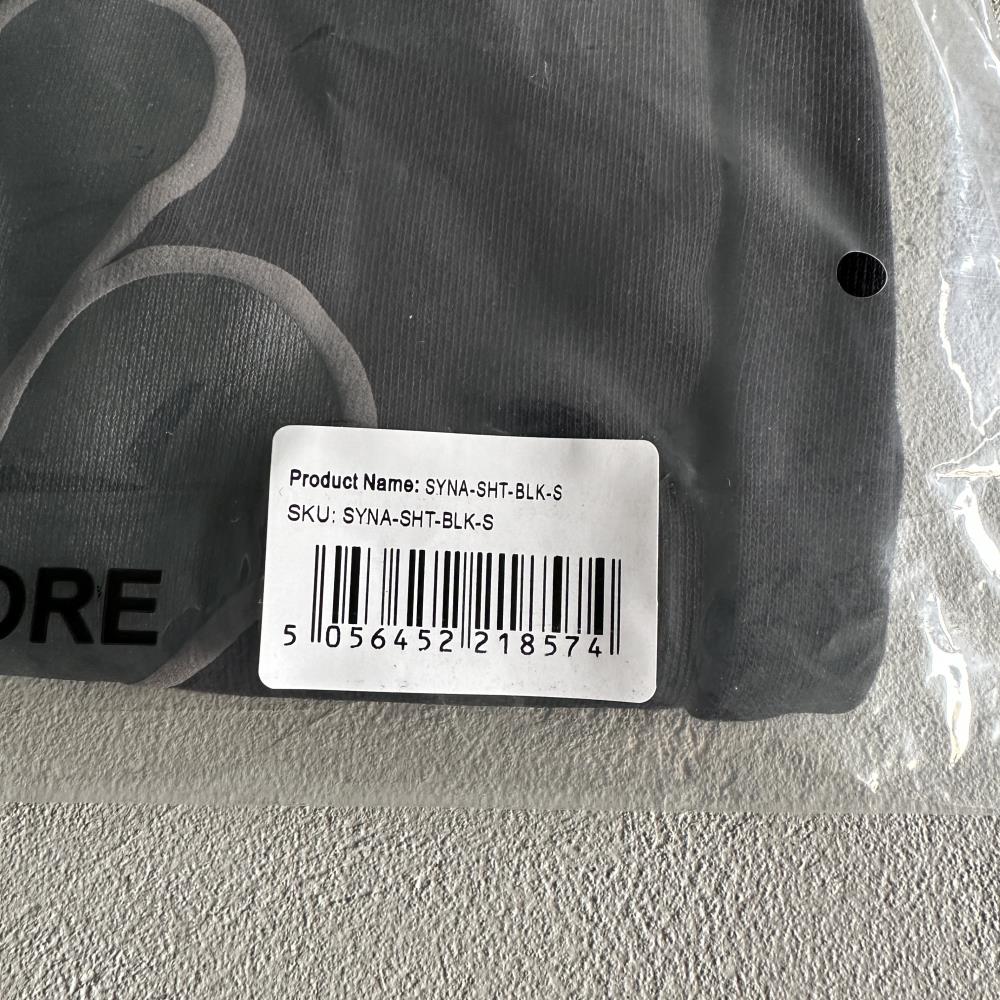 Product Name: SYNA-SHT-BLK-S
SKU: SYNA-SHT-BLK-S
5 056452 218574
ORE